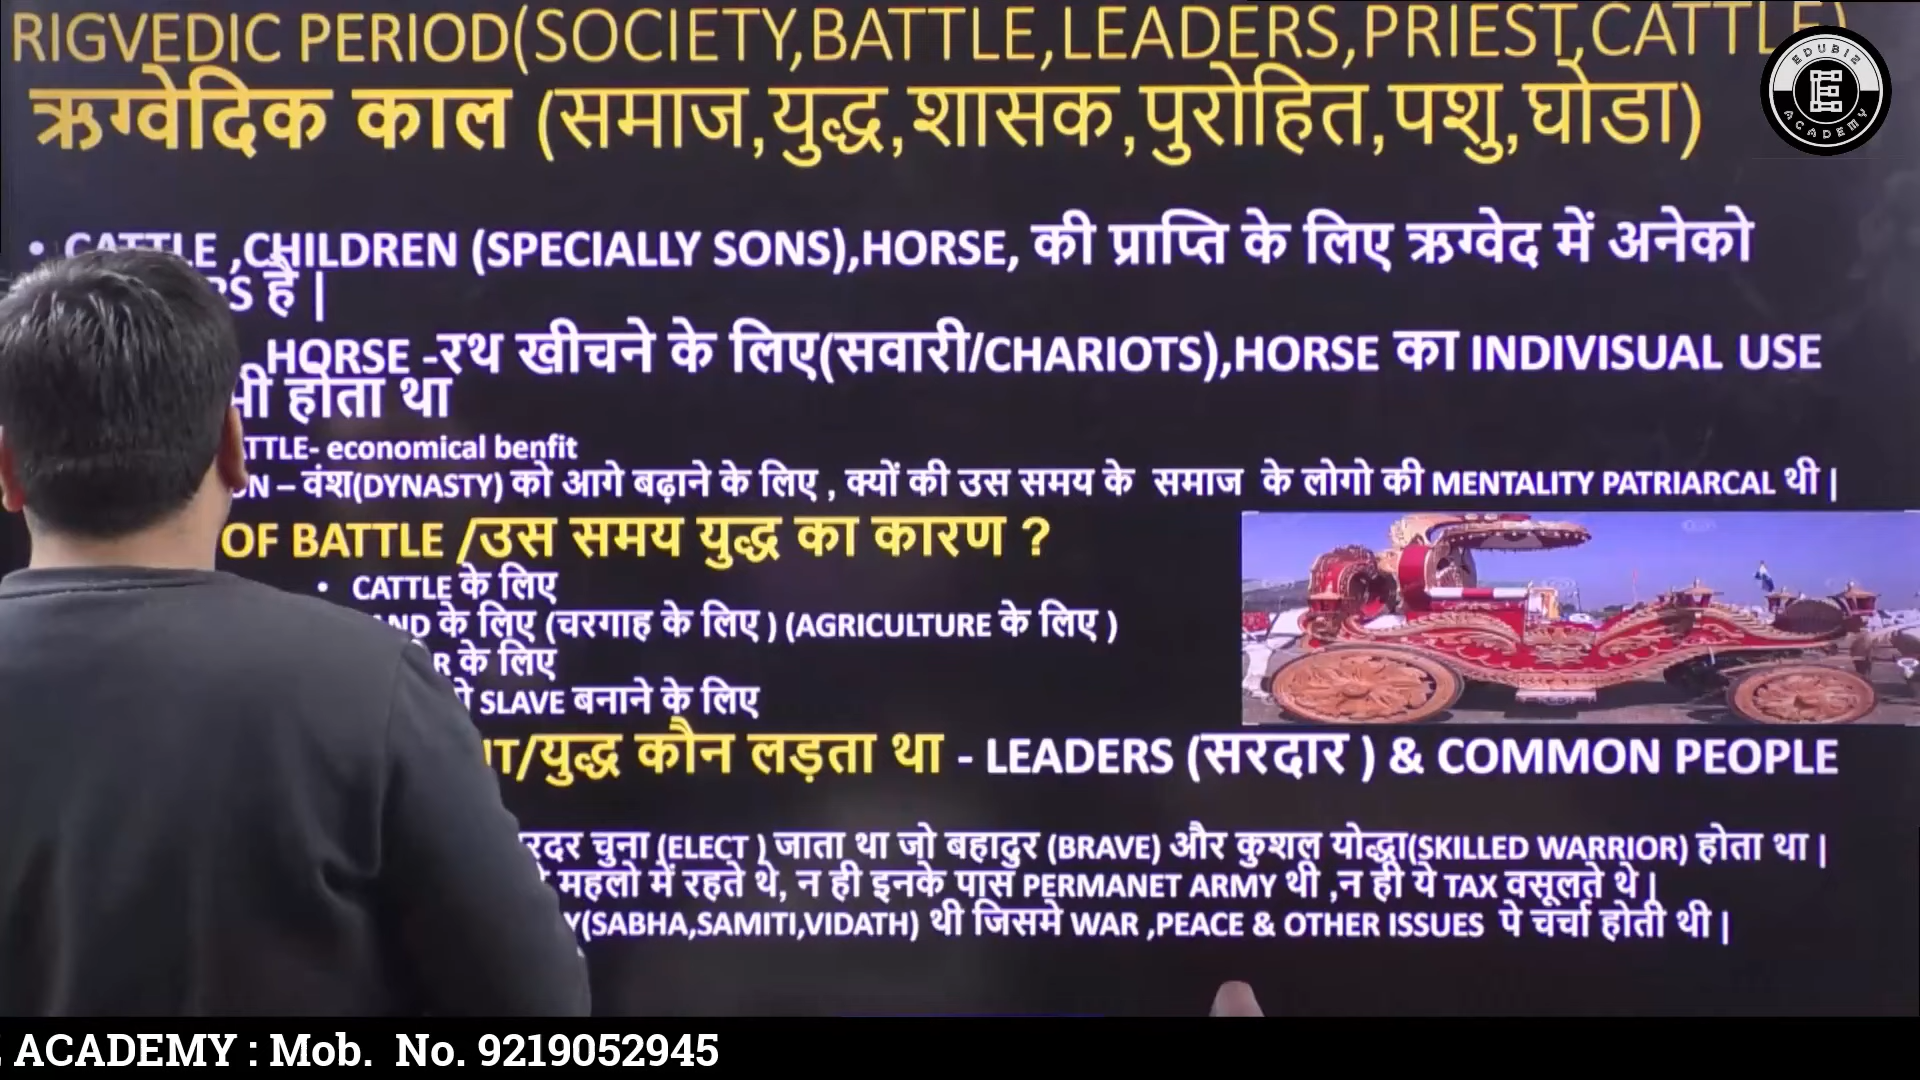 RIGVEDIC PERIOD(SOCIETY,BATTLE,LEADERS,PRIEST,CATTLE)
EDUBIZ ACADEMY
ऋग्वेदिक काल (समाज,युद्ध,शासक,पुरोहित,पशु,घोडा)
• CATTLE ,CHILDREN (SPECIALLY SONS),HORSE, की प्राप्ति के लिए ऋग्वेद में अनेको
है |
HORSE -रथ खीचने के लिए(सवारी/CHARIOTS),HORSE का INDIVISUAL USE
भी होता था
economical benfit
– वंश(DYNASTY) को आगे बढ़ाने के लिए , क्यों की उस समय के समाज के लोगो की MENTALITY PATRIARCAL थी |
OF BATTLE /उस समय युद्ध का कारण ?
• CATTLE के लिए
के लिए (चरगाह के लिए ) (AGRICULTURE के लिए )
के लिए
SLAVE बनाने के लिए
/युद्ध कौन लड़ता था - LEADERS (सरदार ) & COMMON PEOPLE
चुना (ELECT ) जाता था जो बहादुर (BRAVE) और कुशल योद्धा(SKILLED WARRIOR) होता था |
महलो में रहते थे, न ही इनके पास PERMANET ARMY थी ,न ही ये TAX वसूलते थे |
(SABHA,SAMITI,VIDATH) थी जिसमे WAR ,PEACE & OTHER ISSUES पे चर्चा होती थी |
ACADEMY : Mob. No. 9219052945